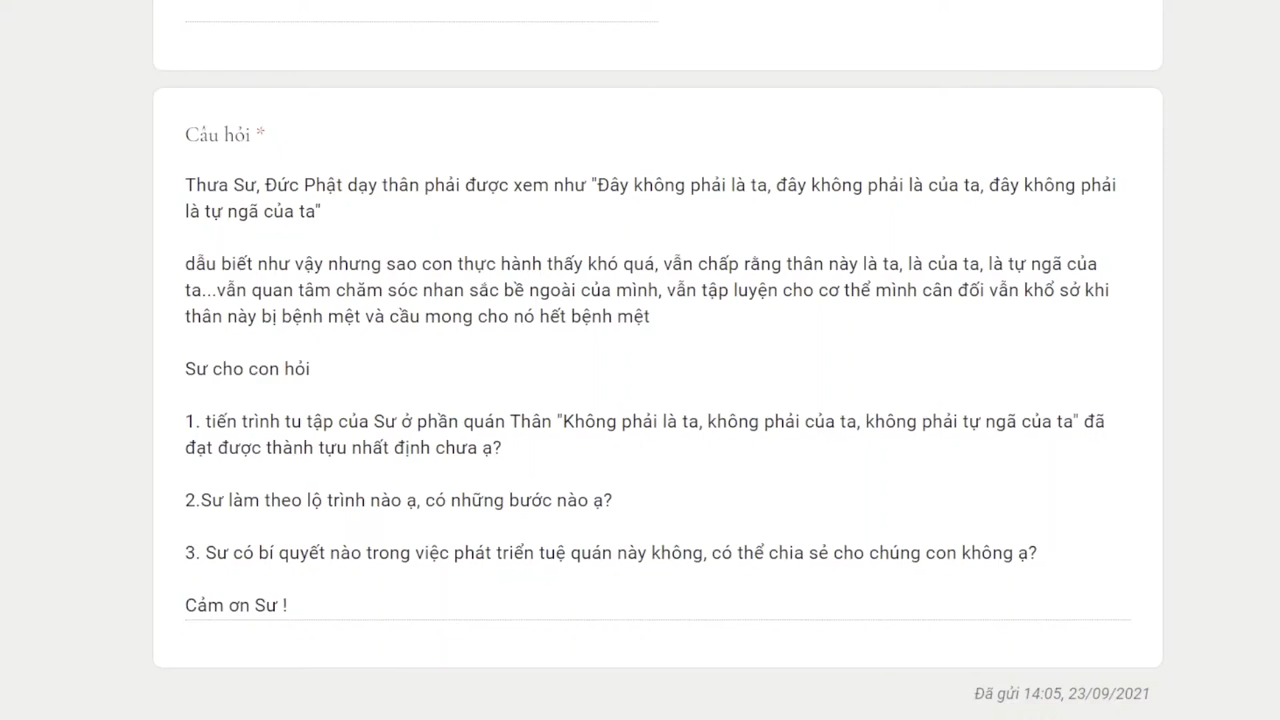 Câu hỏi *
Thưa Sư, Đức Phật dạy thân phải được xem như "Đây không phải là ta, đây không phải là của ta, đây không phải
là tự ngã của ta"
dẫu biết như vậy nhưng sao con thực hành thấy khó quá, vẫn chấp rằng thân này là ta, là của ta, là tự ngã của
ta...vẫn quan tâm chăm sóc nhan sắc bề ngoài của mình, vẫn tập luyện cho cơ thể mình cân đối vẫn khổ sở khi
thân này bị bệnh mệt và cầu mong cho nó hết bệnh mệt
Sư cho con hỏi
1. tiến trình tu tập của Sư ở phần quán Thân "Không phải là ta, không phải của ta, không phải tự ngã của ta" đã
đạt được thành tựu nhất định chưa ạ?
2.Sư làm theo lộ trình nào ạ, có những bước nào ạ?
3. Sư có bí quyết nào trong việc phát triển tuệ quán này không, có thể chia sẻ cho chúng con không ạ?
Cảm ơn Sư !
Đã gửi 14:05, 23/09/2021